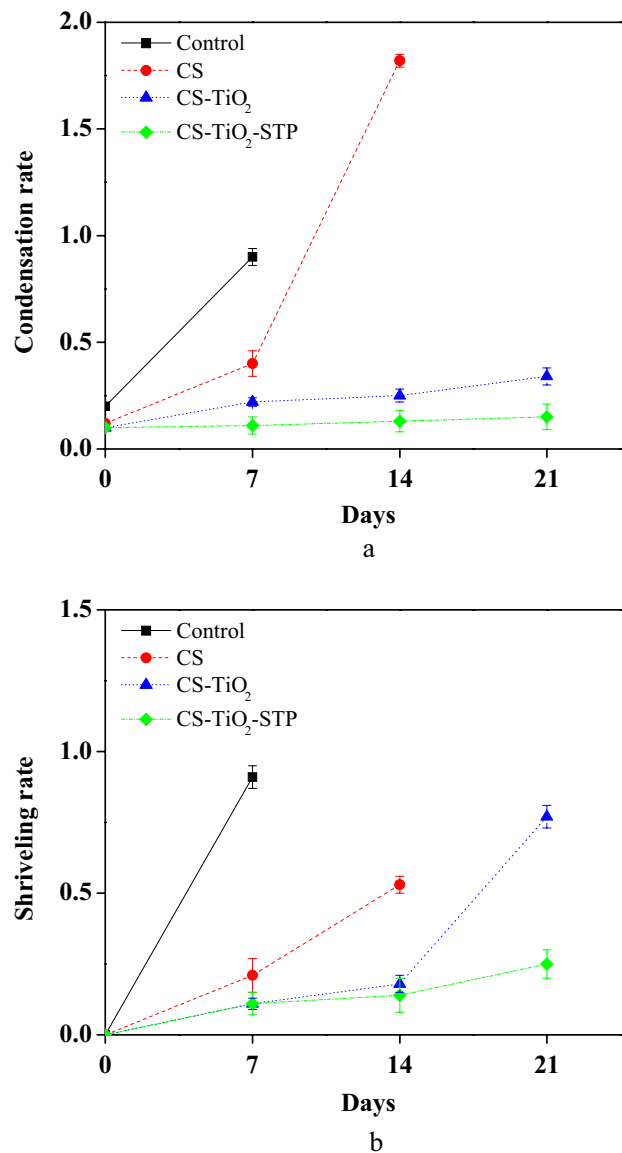 2.0
1.5
1.0
0.5
0.0
Condensation rate
Control
CS
CS-TiO₂
CS-TiO₂-STP
0 7 14 21
Days
a
1.5
1.0
0.5
0.0
Shriveling rate
Control
CS
CS-TiO₂
CS-TiO₂-STP
0 7 14 21
Days
b